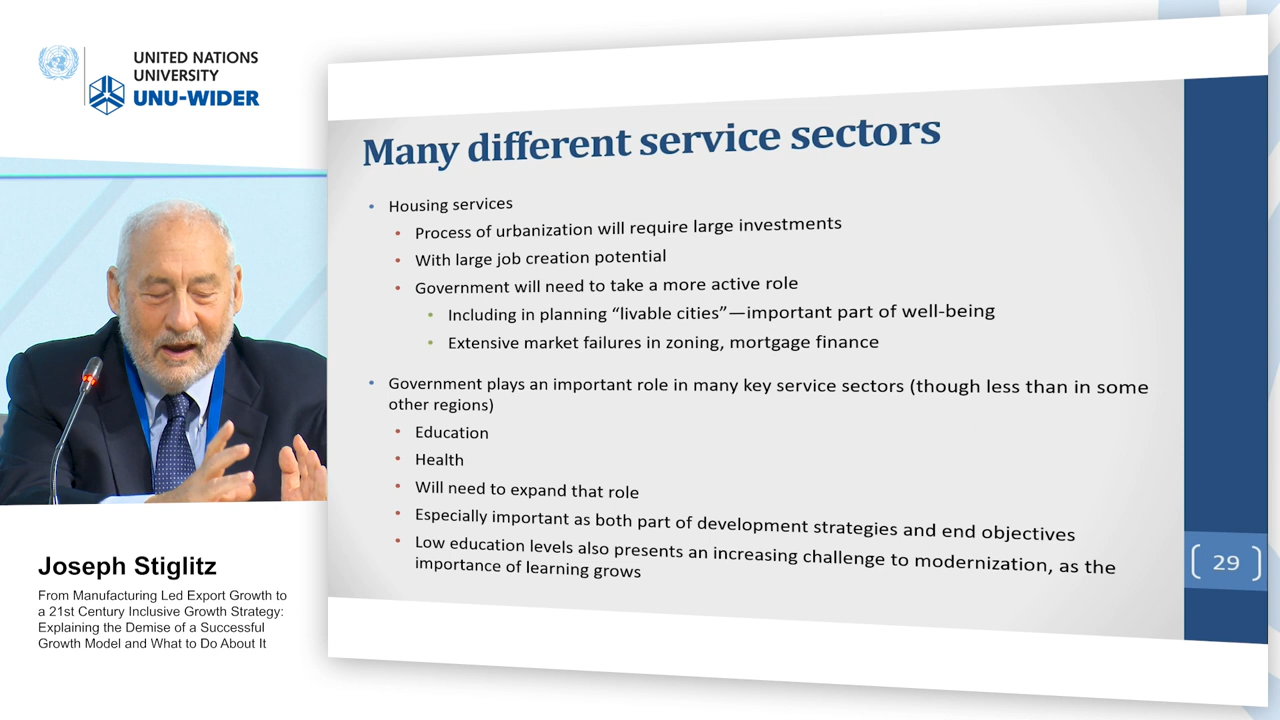 UNITED NATIONS
UNIVERSITY
UNU-WIDER
Joseph Stiglitz
From Manufacturing Led Export Growth to
a 21st Century Inclusive Growth Strategy:
Explaining the Demise of a Successful
Growth Model and What to Do About It
Many different service sectors
• Housing services
• Process of urbanization will require large investments
• With large job creation potential
• Government will need to take a more active role
• Including in planning “livable cities”—important part of well-being
• Extensive market failures in zoning, mortgage finance
• Government plays an important role in many key service sectors (though less than in some
other regions)
• Education
• Health
• Will need to expand that role
• Especially important as both part of development strategies and end objectives
• Low education levels also presents an increasing challenge to modernization, as the
importance of learning grows
29